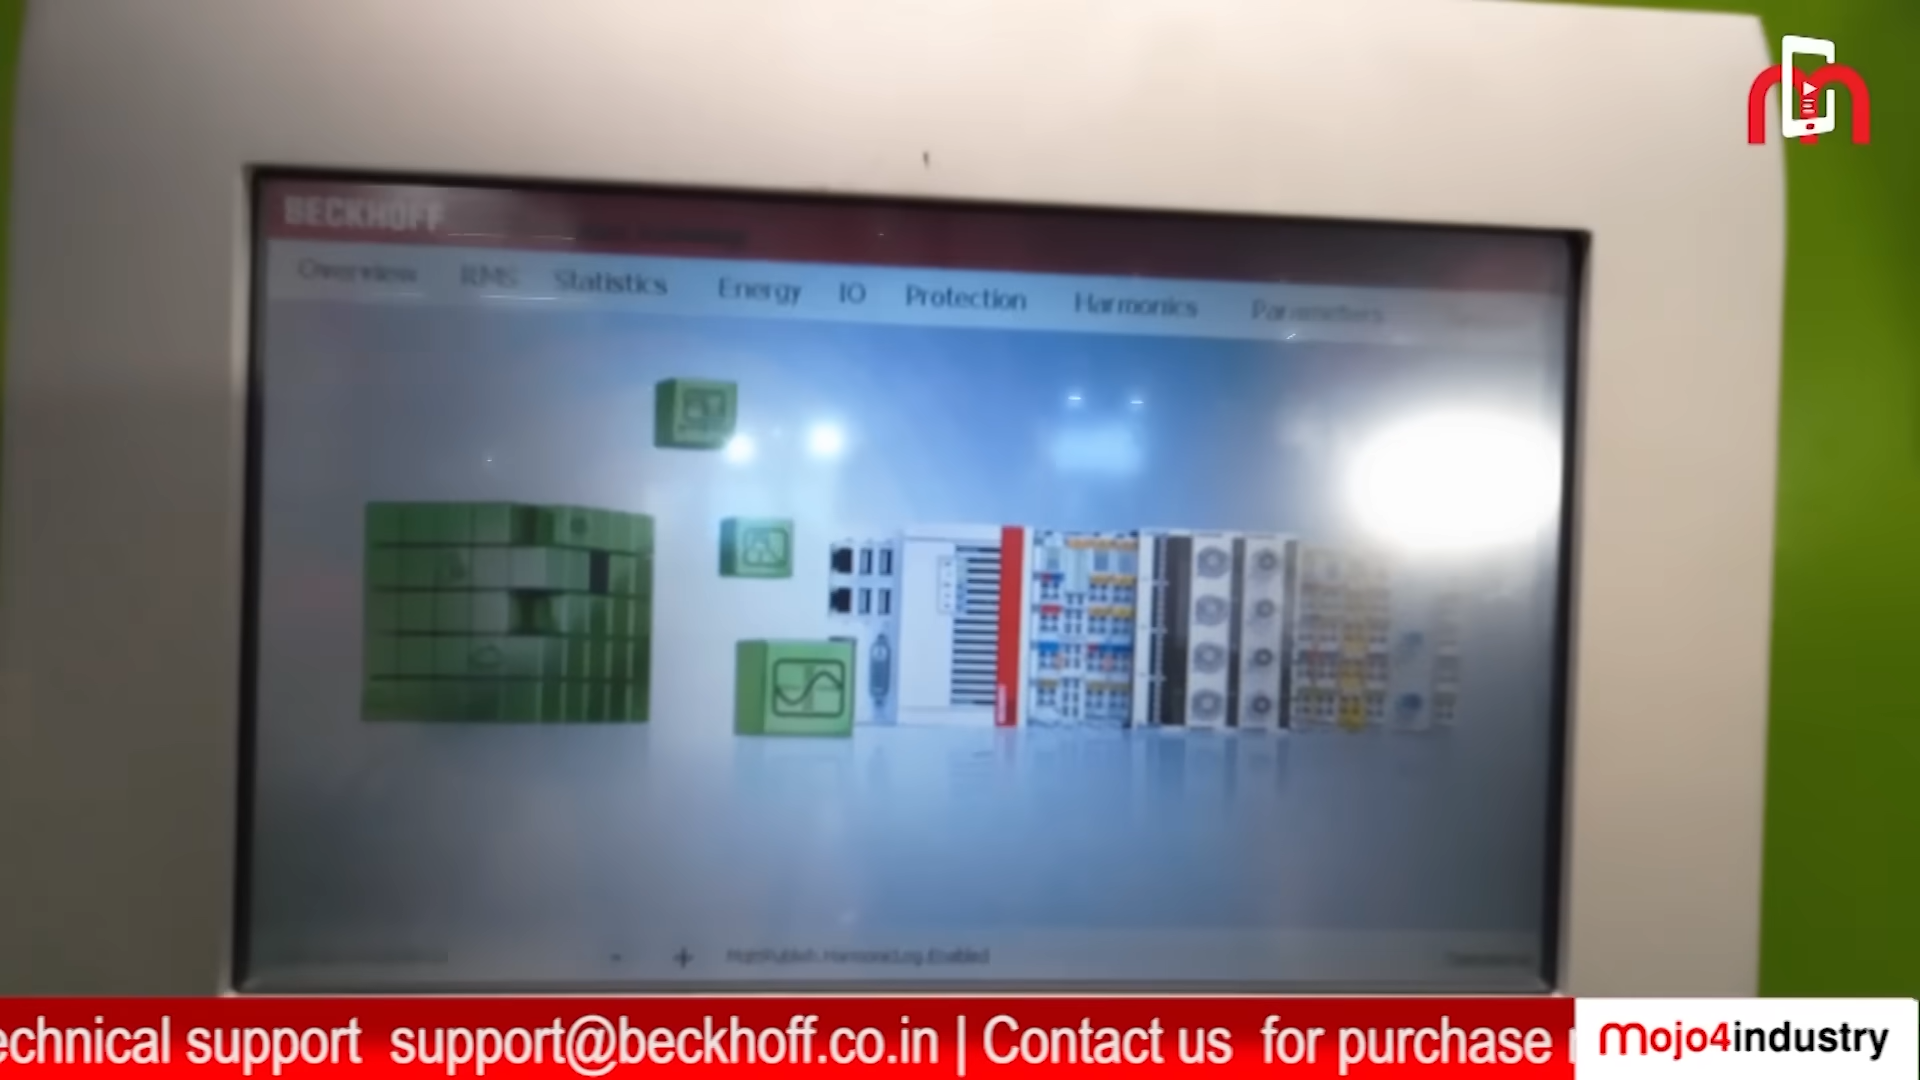 BECKHOFF
Overview RMS Statistics Energy IO Protection Harmonics Parameters
- +
echnical support support@beckhoff.co.in | Contact us for purchase
mojo4industry